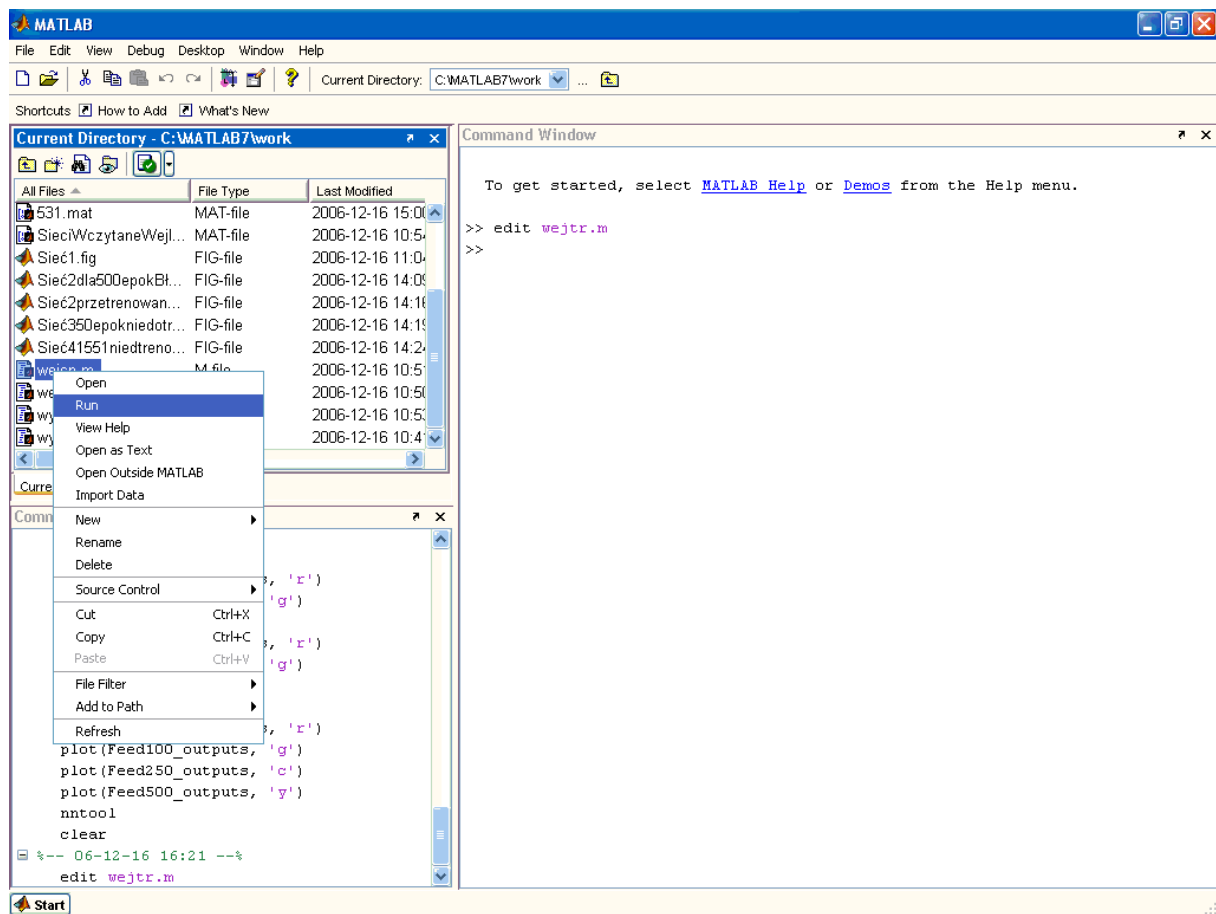 MATLAB
File Edit View Debug Desktop Window Help
Current Directory: C:\MATLAB7\work ...
Shortcuts How to Add What's New
Current Directory - C:\MATLAB7\work
All Files File Type Last Modified
531.mat MAT-file 2006-12-16 15:0
SieciWczytaneWejl... MAT-file 2006-12-16 10:5
Sieć1.fig FIG-file 2006-12-16 11:0
Sieć2dla500epokBł... FIG-file 2006-12-16 14:0
Sieć2przetrenowan... FIG-file 2006-12-16 14:1
Sieć350epokniedotr... FIG-file 2006-12-16 14:1
Sieć41551niedtreno... FIG-file 2006-12-16 14:2
M-file 2006-12-16 10:5
we 2006-12-16 10:5
wy 2006-12-16 10:5
wy 2006-12-16 10:4
Curre
Open
Run
View Help
Open as Text
Open Outside MATLAB
Import Data
New
Rename
Delete
Source Control
Cut Ctrl+X
Copy Ctrl+C
Paste Ctrl+V
File Filter
Add to Path
Refresh
Comm
s, 'r')
'g')
s, 'r')
'g')
s, 'r')
plot(Feed100_outputs, 'g')
plot(Feed250_outputs, 'c')
plot(Feed500_outputs, 'y')
nntool
clear
%-- 06-12-16 16:21 --%
edit wejtr.m
Command Window
To get started, select MATLAB Help or Demos from the Help menu.
>> edit wejtr.m
>>
Start